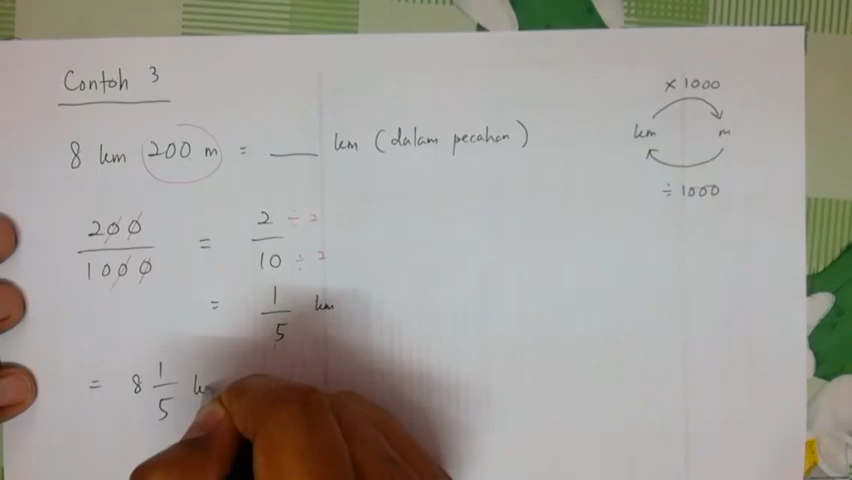 Contoh 3
× 1000
km m
÷ 1000
8 km 200 m = ___ km (dalam pecahan)
200/1000 = 2 ÷ 2/10 ÷ 2
= 1/5 km
= 8 1/5